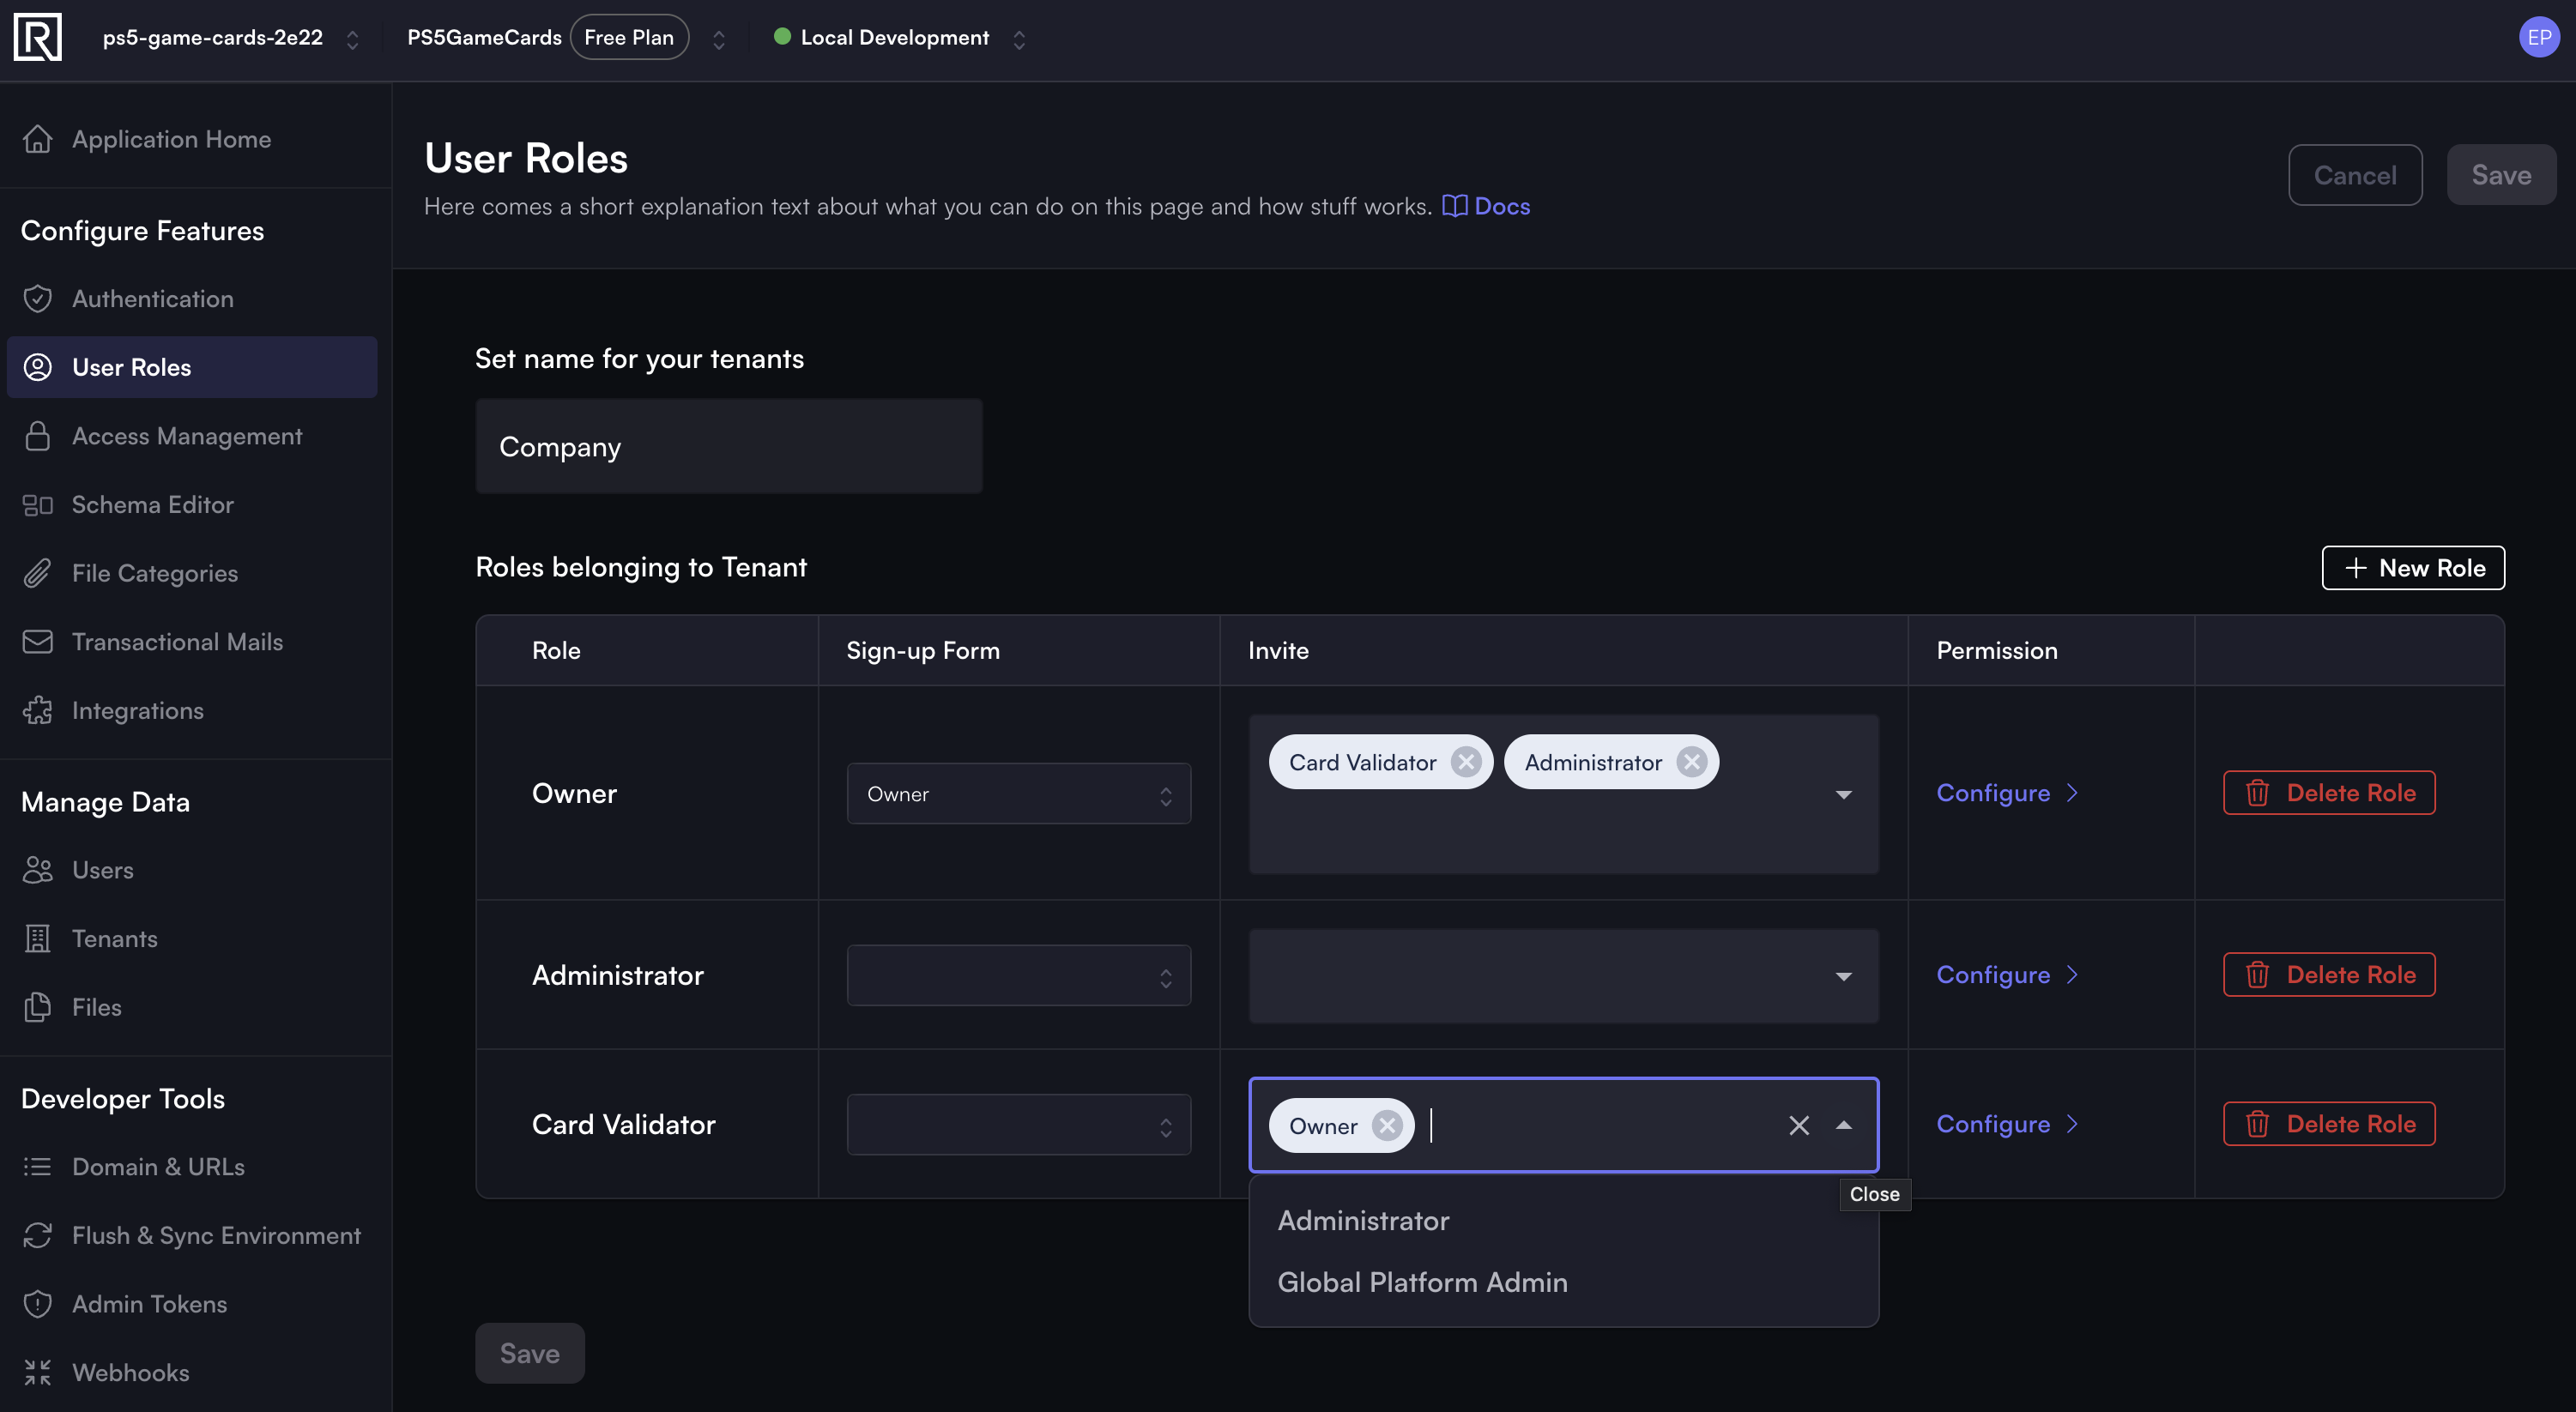 R ps5-game-cards-2e22 PS5GameCards Free Plan Local Development EP
Application Home
Configure Features
Authentication
User Roles
Access Management
Schema Editor
File Categories
Transactional Mails
Integrations
Manage Data
Users
Tenants
Files
Developer Tools
Domain & URLs
Flush & Sync Environment
Admin Tokens
Webhooks
User Roles
Here comes a short explanation text about what you can do on this page and how stuff works. Docs
Cancel Save
Set name for your tenants
Company
Roles belonging to Tenant
New Role
Role Sign-up Form Invite Permission
Owner Owner Card Validator Administrator Configure Delete Role
Administrator Configure Delete Role
Card Validator Owner Configure Delete Role
Close
Administrator
Global Platform Admin
Save